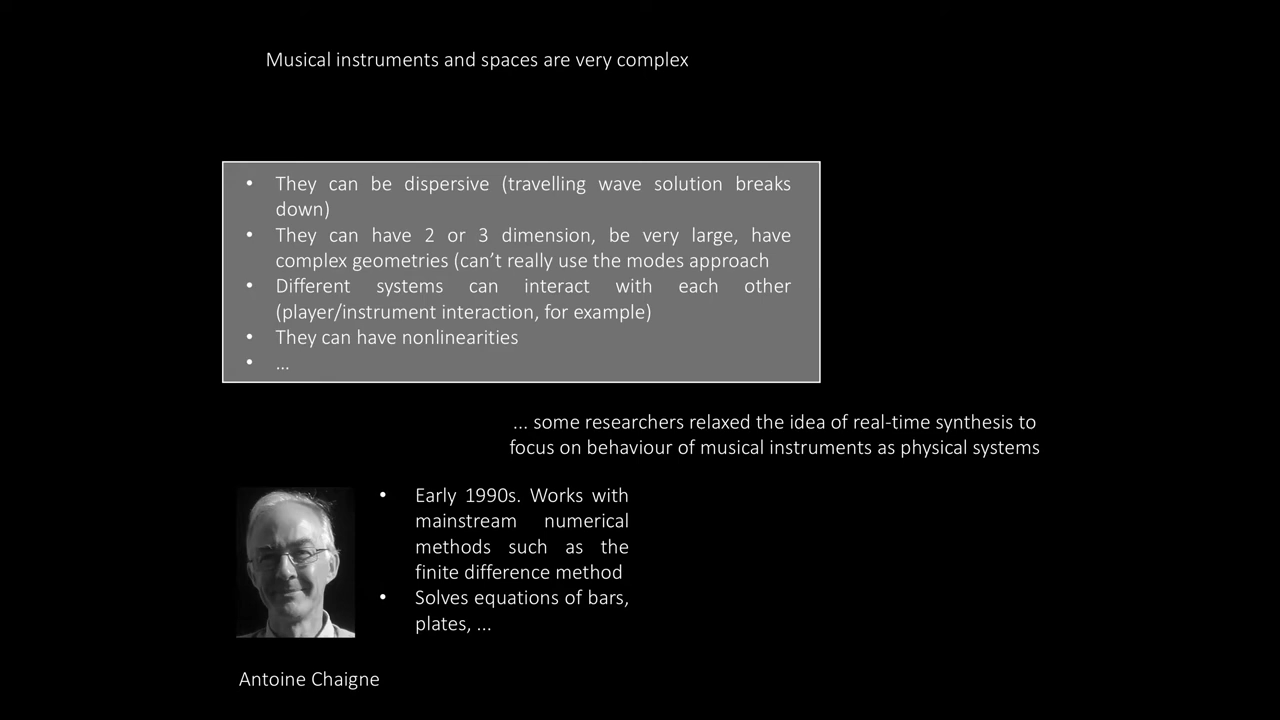 Musical instruments and spaces are very complex
• They can be dispersive (travelling wave solution breaks
down)
• They can have 2 or 3 dimension, be very large, have
complex geometries (can’t really use the modes approach
• Different systems can interact with each other
(player/instrument interaction, for example)
• They can have nonlinearities
• ...
... some researchers relaxed the idea of real-time synthesis to
focus on behaviour of musical instruments as physical systems
• Early 1990s. Works with
mainstream numerical
methods such as the
finite difference method
• Solves equations of bars,
plates, ...
Antoine Chaigne